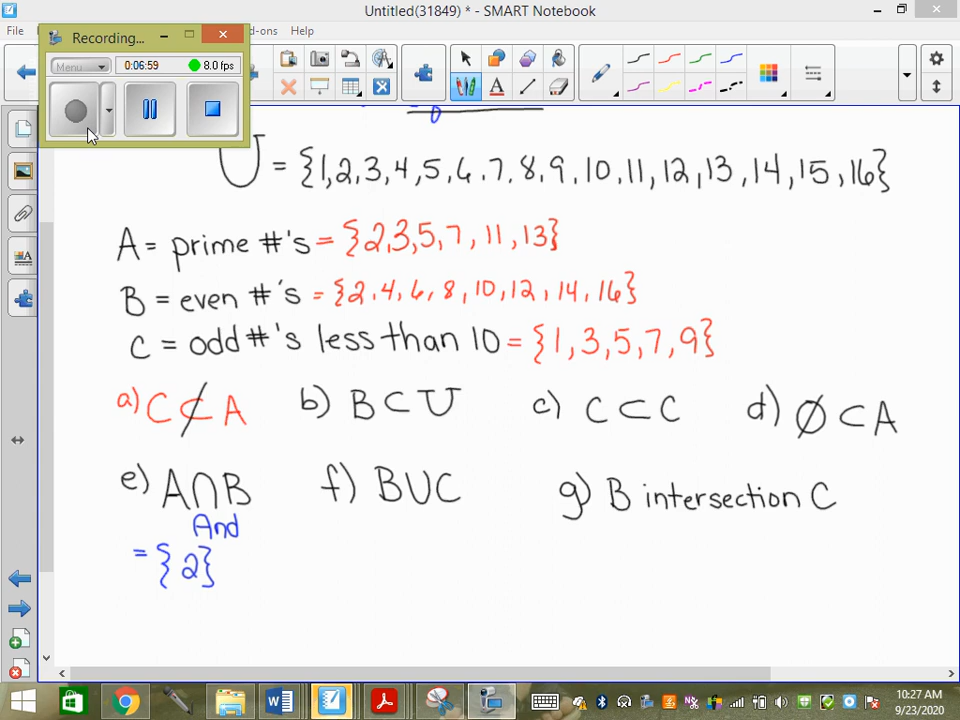 Untitled(31849) * - SMART Notebook
File
d-ons
Help
Recording...
Menu
0:06:59
8.0 fps
U = {1,2,3,4,5,6,7,8,9,10,11,12,13,14,15,16}
A = prime #'s = {2,3,5,7,11,13}
B = even #'s = {2,4,6,8,10,12,14,16}
C = odd #'s less than 10 = {1,3,5,7,9}
a) C ⊄ A b) B ⊂ U c) C ⊂ C d) ∅ ⊂ A
e) A∩B f) B∪C g) B intersection C
And
= {2}
10:27 AM
9/23/2020